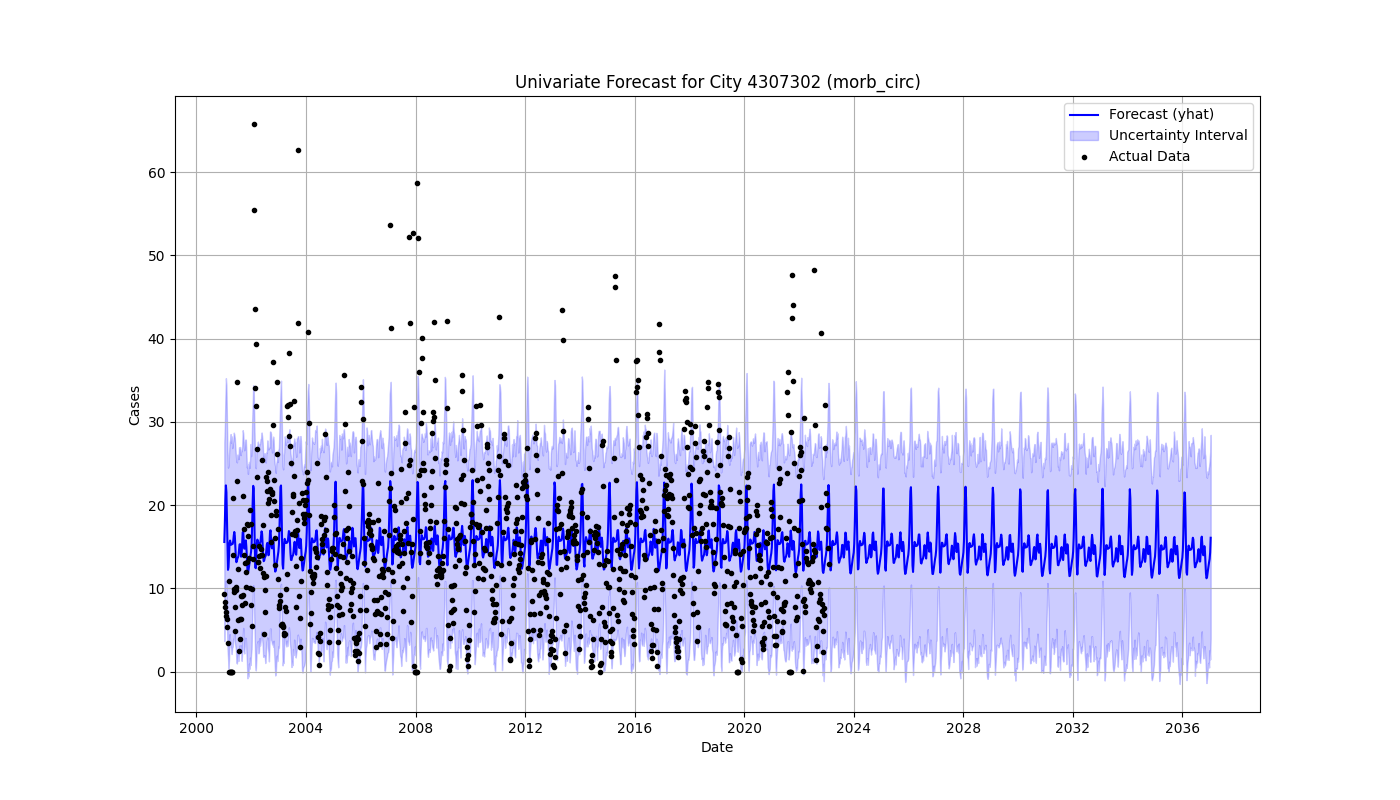 Univariate Forecast for City 4307302 (morb_circ)
Forecast (yhat)
Uncertainty Interval
Actual Data
Cases
60
50
40
30
20
10
0
2000 2004 2008 2012 2016 2020 2024 2028 2032 2036
Date